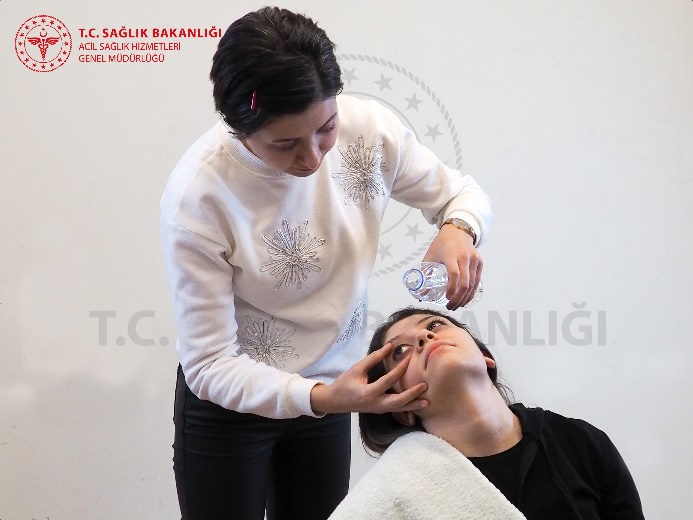 T.C. SAĞLIK BAKANLIĞI
ACİL SAĞLIK HİZMETLERİ
GENEL MÜDÜRLÜĞÜ
T.C. BAKANLIĞI